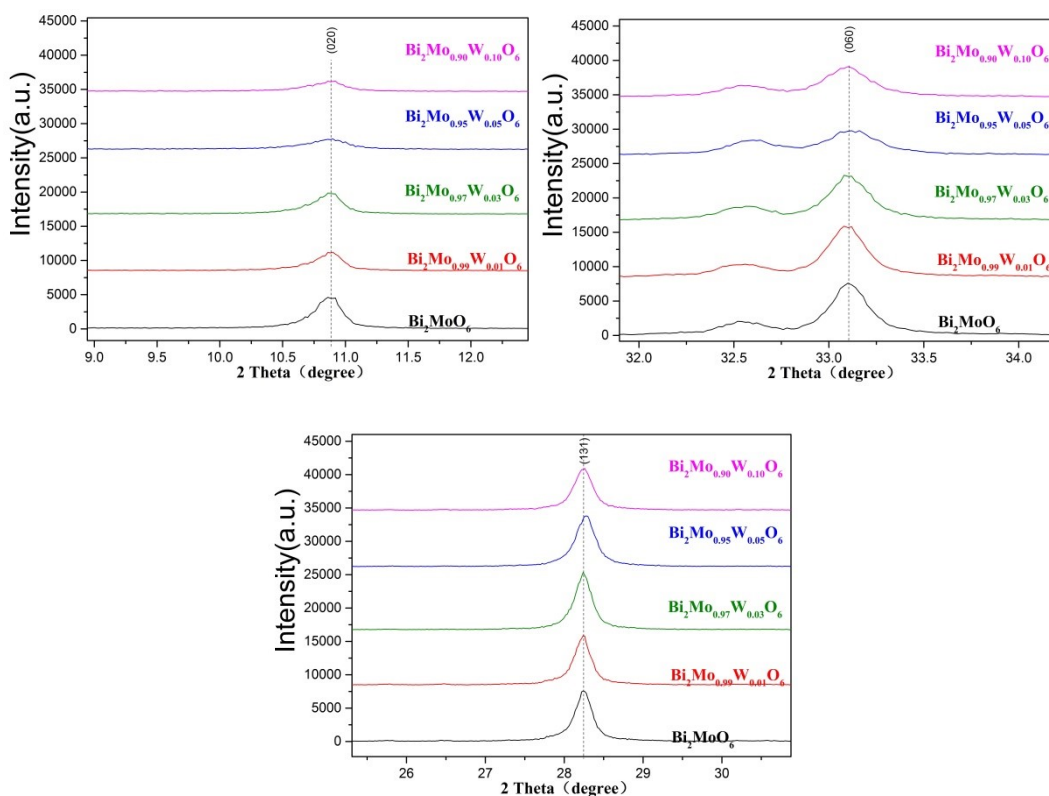 (020)
45000
40000
35000
30000
25000
20000
15000
10000
5000
0
Intensity(a.u.)
Bi₂Mo₀.₉₀W₀.₁₀O₆
Bi₂Mo₀.₉₅W₀.₀₅O₆
Bi₂Mo₀.₉₇W₀.₀₃O₆
Bi₂Mo₀.₉₉W₀.₀₁O₆
Bi₂MoO₆
9.0 9.5 10.0 10.5 11.0 11.5 12.0
2 Theta（degree）
(060)
45000
40000
35000
30000
25000
20000
15000
10000
5000
0
Intensity(a.u.)
Bi₂Mo₀.₉₀W₀.₁₀O₆
Bi₂Mo₀.₉₅W₀.₀₅O₆
Bi₂Mo₀.₉₇W₀.₀₃O₆
Bi₂Mo₀.₉₉W₀.₀₁O₆
Bi₂MoO₆
32.0 32.5 33.0 33.5 34.0
2 Theta（degree）
(131)
45000
40000
35000
30000
25000
20000
15000
10000
5000
0
Intensity(a.u.)
Bi₂Mo₀.₉₀W₀.₁₀O₆
Bi₂Mo₀.₉₅W₀.₀₅O₆
Bi₂Mo₀.₉₇W₀.₀₃O₆
Bi₂Mo₀.₉₉W₀.₀₁O₆
Bi₂MoO₆
26 27 28 29 30
2 Theta（degree）